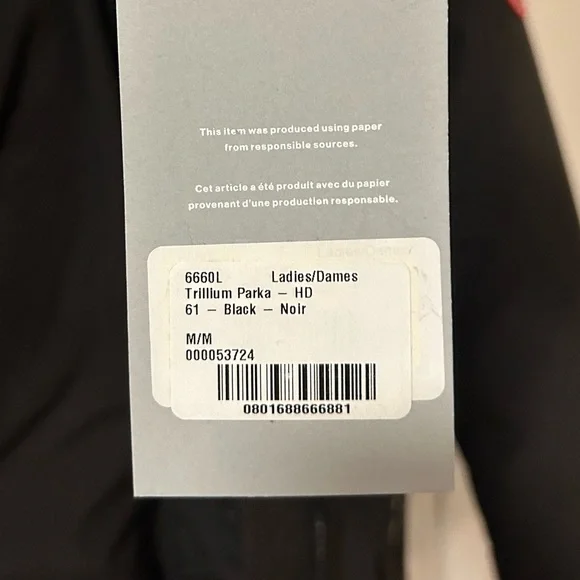 This item was produced using paper
from responsible sources.
Cet article a été produit avec du papier
provenant d'une production responsable.
6660L Ladies/Dames
Trillium Parka – HD
61 – Black – Noir
M/M
000053724
0801688666881